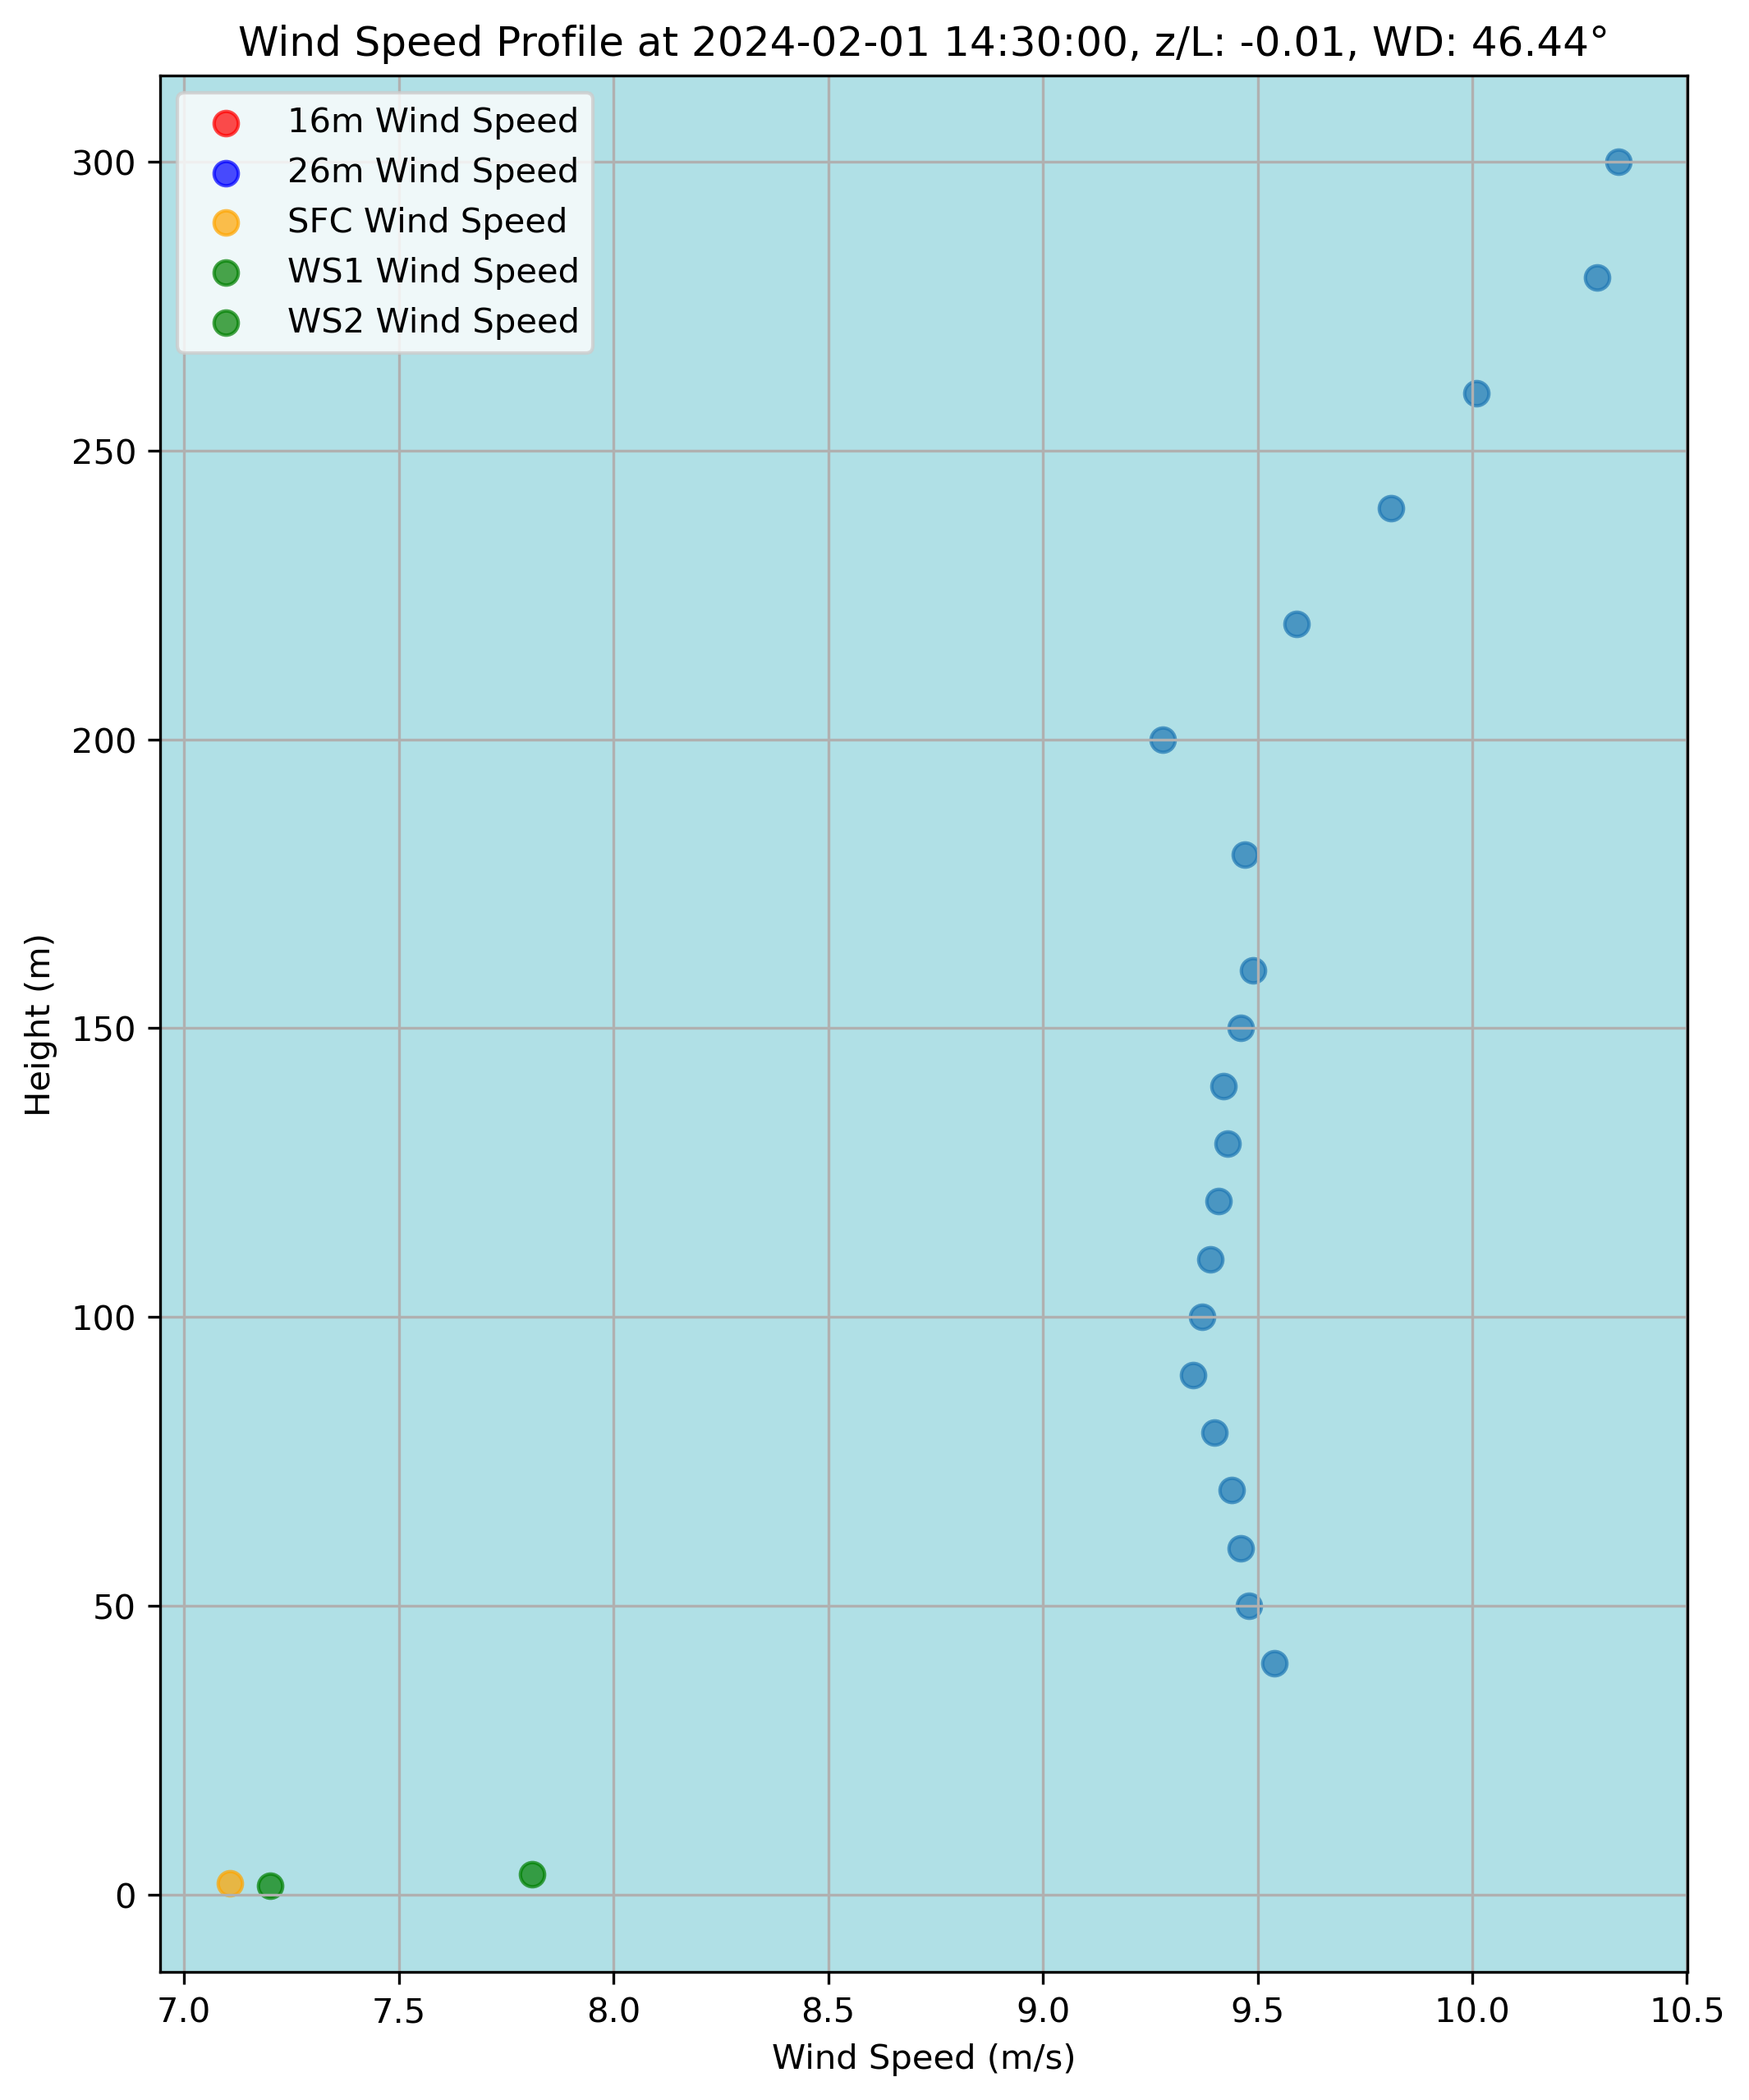 Wind Speed Profile at 2024-02-01 14:30:00, z/L: -0.01, WD: 46.44°
16m Wind Speed
26m Wind Speed
SFC Wind Speed
WS1 Wind Speed
WS2 Wind Speed
300
250
200
150
100
50
0
Height (m)
7.0 7.5 8.0 8.5 9.0 9.5 10.0 10.5
Wind Speed (m/s)